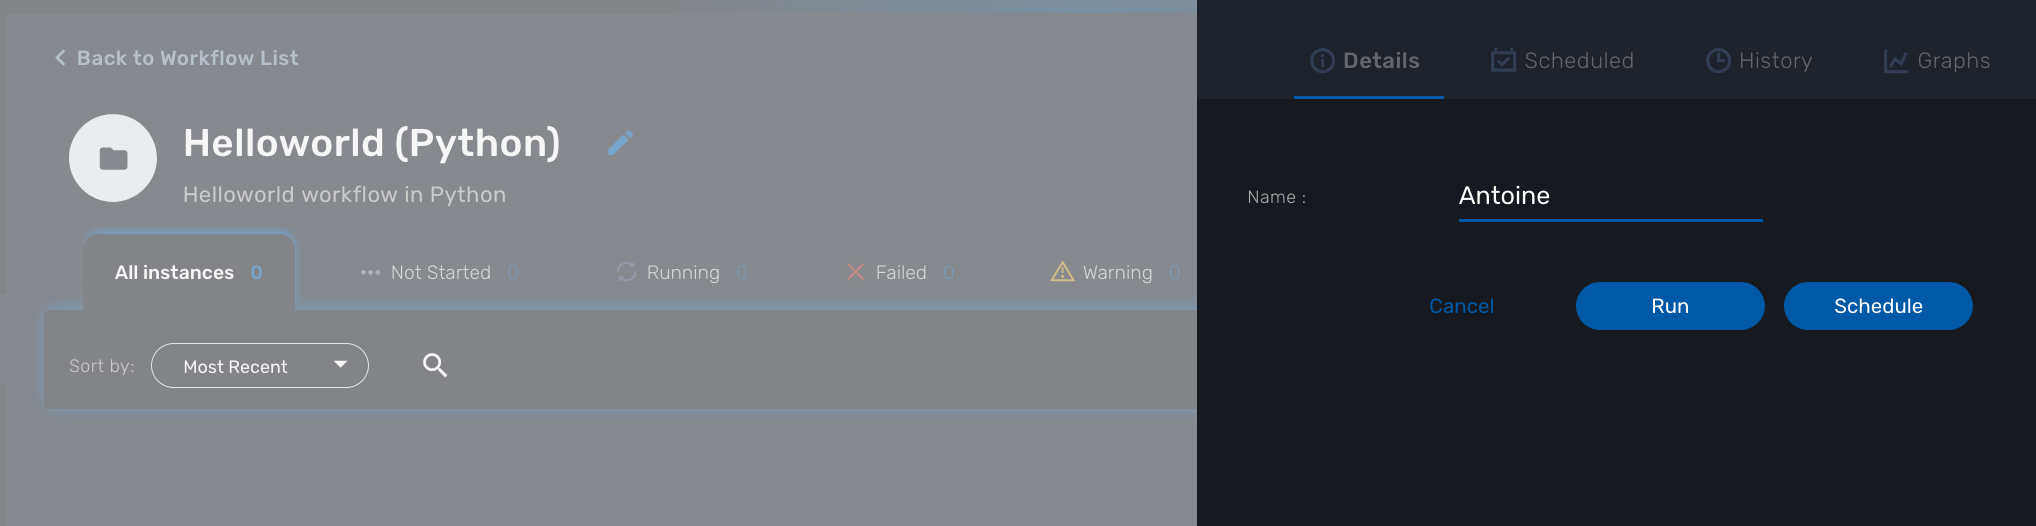 Back to Workflow List
Helloworld (Python)
Helloworld workflow in Python
All instances 0
Not Started 0
Running 0
Failed 0
Warning 0
Sort by: Most Recent
Details
Scheduled
History
Graphs
Name : Antoine
Cancel
Run
Schedule